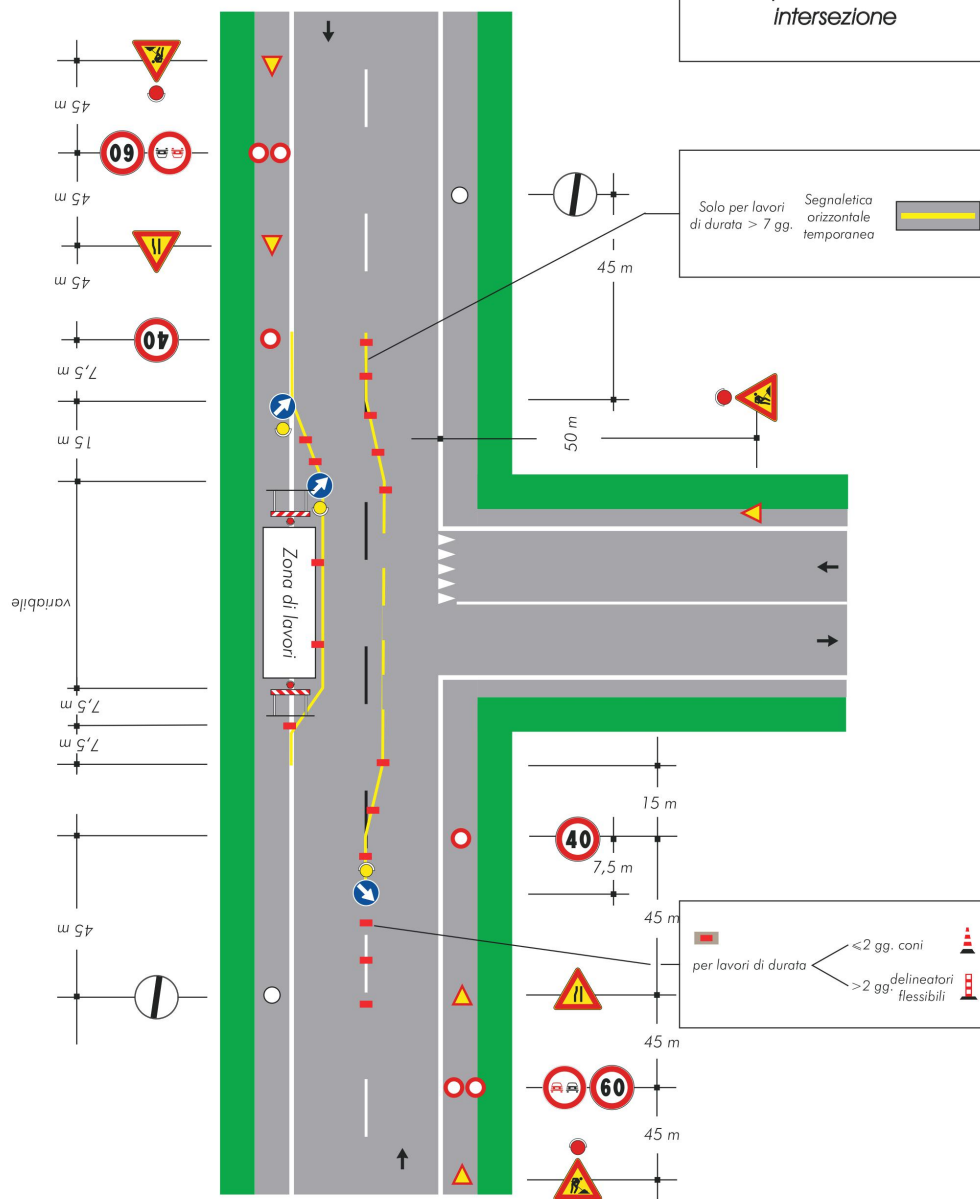 intersezione
45 m
60
45 m
45 m
40
7,5 m
15 m
variabile
7,5 m
7,5 m
45 m
Zona di lavori
45 m
50 m
Solo per lavori
di durata > 7 gg.
Segnaletica
orizzontale
temporanea
15 m
40
7,5 m
45 m
45 m
60
45 m
per lavori di durata
≤2 gg. coni
>2 gg. delineatori
flessibili